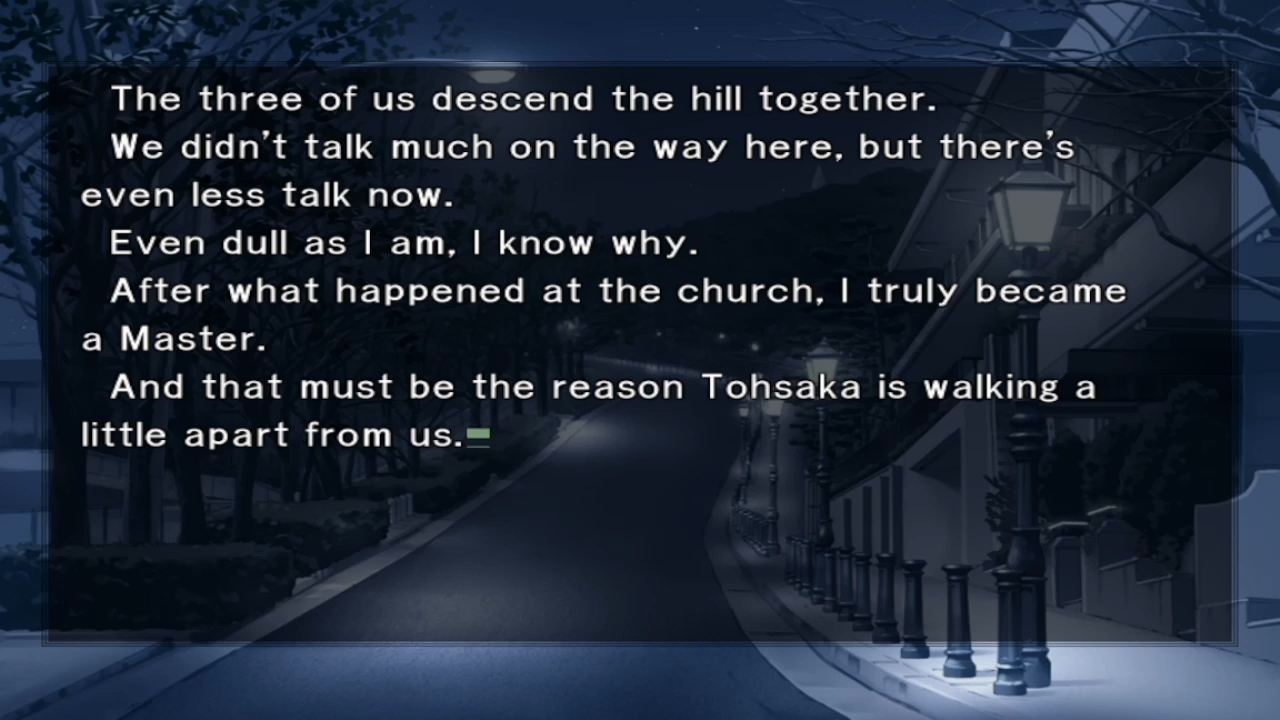 The three of us descend the hill together.
We didn't talk much on the way here, but there's
even less talk now.
Even dull as I am, I know why.
After what happened at the church, I truly became
a Master.
And that must be the reason Tohsaka is walking a
little apart from us.